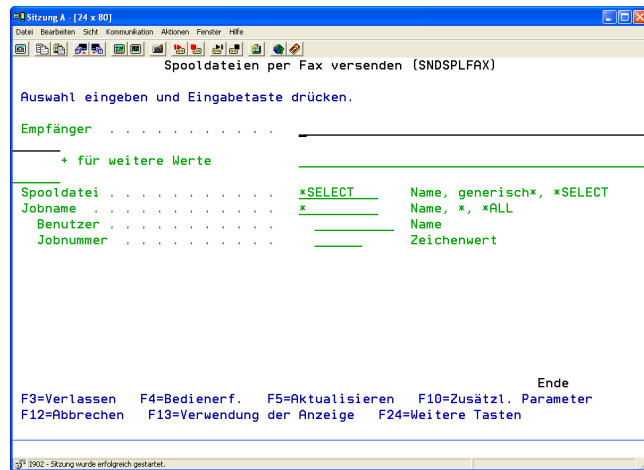 Sitzung A - [24 x 80]
Datei Bearbeiten Sicht Kommunikation Aktionen Fenster Hilfe
Spooldateien per Fax versenden (SNDSPLFAX)
Auswahl eingeben und Eingabetaste drücken.
Empfänger . . . . . . . . . . .
+ für weitere Werte
Spooldatei . . . . . . . . . . . *SELECT Name, generisch*, *SELECT
Jobname . . . . . . . . . . . . * Name, *, *ALL
Benutzer . . . . . . . . . . . Name
Jobnummer . . . . . . . . . . Zeichenwert
Ende
F3=Verlassen F4=Bedienerf. F5=Aktualisieren F10=Zusätzl. Parameter
F12=Abbrechen F13=Verwendung der Anzeige F24=Weitere Tasten
I902 - Sitzung wurde erfolgreich gestartet.